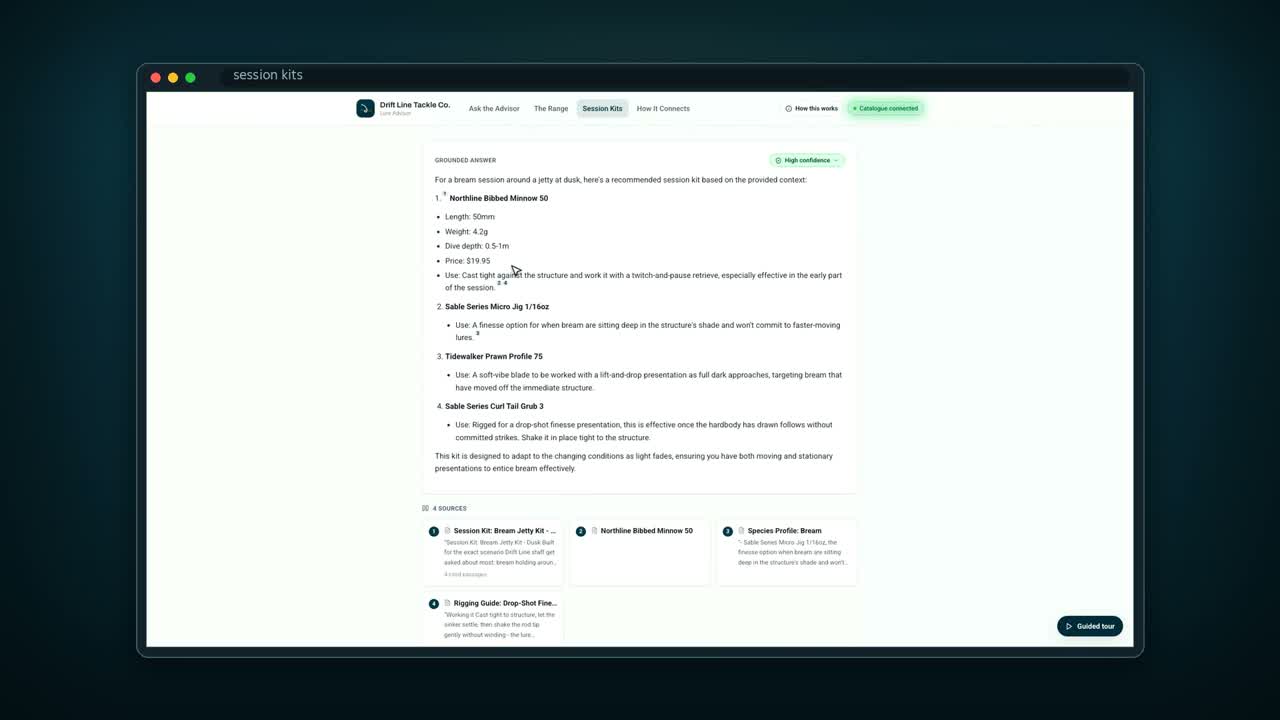 session kits
Drift Line Tackle Co.
Lure Advisor
Ask the Advisor
The Range
Session Kits
How It Connects
How this works
Catalogue connected
GROUNDED ANSWER
High confidence
For a bream session around a jetty at dusk, here's a recommended session kit based on the provided context:
1. 1 Northline Bibbed Minnow 50
• Length: 50mm
• Weight: 4.2g
• Dive depth: 0.5-1m
• Price: $19.95
• Use: Cast tight against the structure and work it with a twitch-and-pause retrieve, especially effective in the early part
of the session. 2 4
2. Sable Series Micro Jig 1/16oz
• Use: A finesse option for when bream are sitting deep in the structure's shade and won't commit to faster-moving
lures. 3
3. Tidewalker Prawn Profile 75
• Use: A soft-vibe blade to be worked with a lift-and-drop presentation as full dark approaches, targeting bream that
have moved off the immediate structure.
4. Sable Series Curl Tail Grub 3
• Use: Rigged for a drop-shot finesse presentation, this is effective once the hardbody has drawn follows without
committed strikes. Shake it in place tight to the structure.
This kit is designed to adapt to the changing conditions as light fades, ensuring you have both moving and stationary
presentations to entice bream effectively.
4 SOURCES
1 Session Kit: Bream Jetty Kit - ...
"Session Kit: Bream Jetty Kit - Dusk Built
for the exact scenario Drift Line staff get
asked about most: bream holding aroun...
4 cited passages
2 Northline Bibbed Minnow 50
3 Species Profile: Bream
"- Sable Series Micro Jig 1/16oz, the
finesse option when bream are sitting
deep in the structure's shade and won't...
4 Rigging Guide: Drop-Shot Fine...
"Working it Cast tight to structure, let the
sinker settle, then shake the rod tip
gently without winding - the lure...
Guided tour